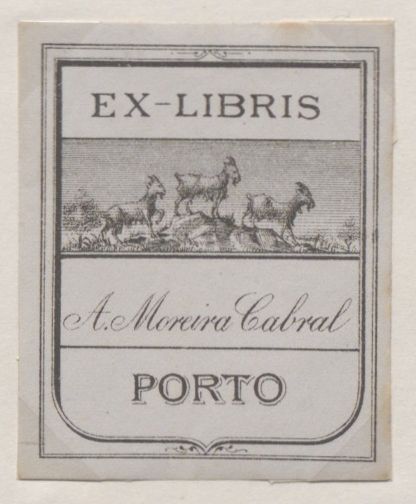 EX-LIBRIS
A. Moreira Cabral
PORTO